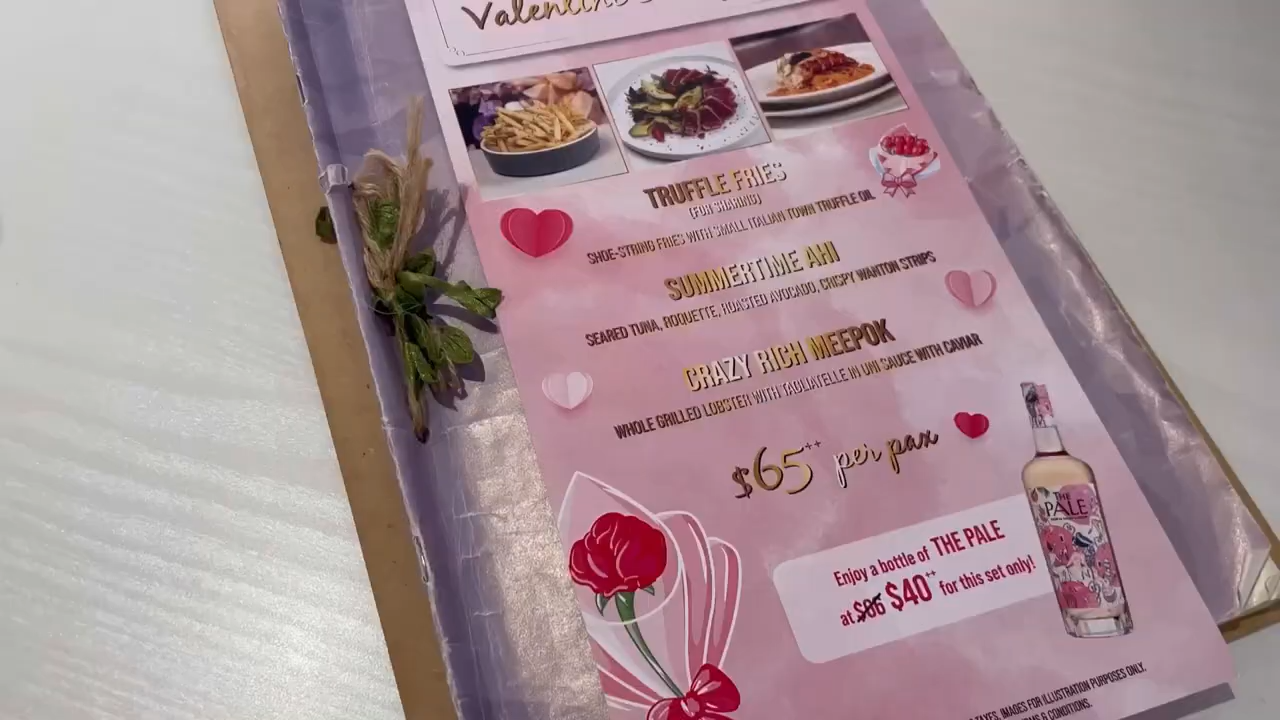 Valentine's
TRUFFLE FRIES
(FOR SHARING)
SHOE-STRING FRIES WITH SMALL ITALIAN TOWN TRUFFLE OIL
SUMMERTIME AHI
SEARED TUNA, ROQUETTE, ROASTED AVOCADO, CRISPY WANTON STRIPS
CRAZY RICH MEEPOK
WHOLE GRILLED LOBSTER WITH TAGLIATELLE IN UNI SAUCE WITH CAVIAR
$65++ per pax
THE
PALE
Enjoy a bottle of THE PALE
at $86 $40++ for this set only!
TAXES, IMAGES FOR ILLUSTRATION PURPOSES ONLY.
& CONDITIONS.